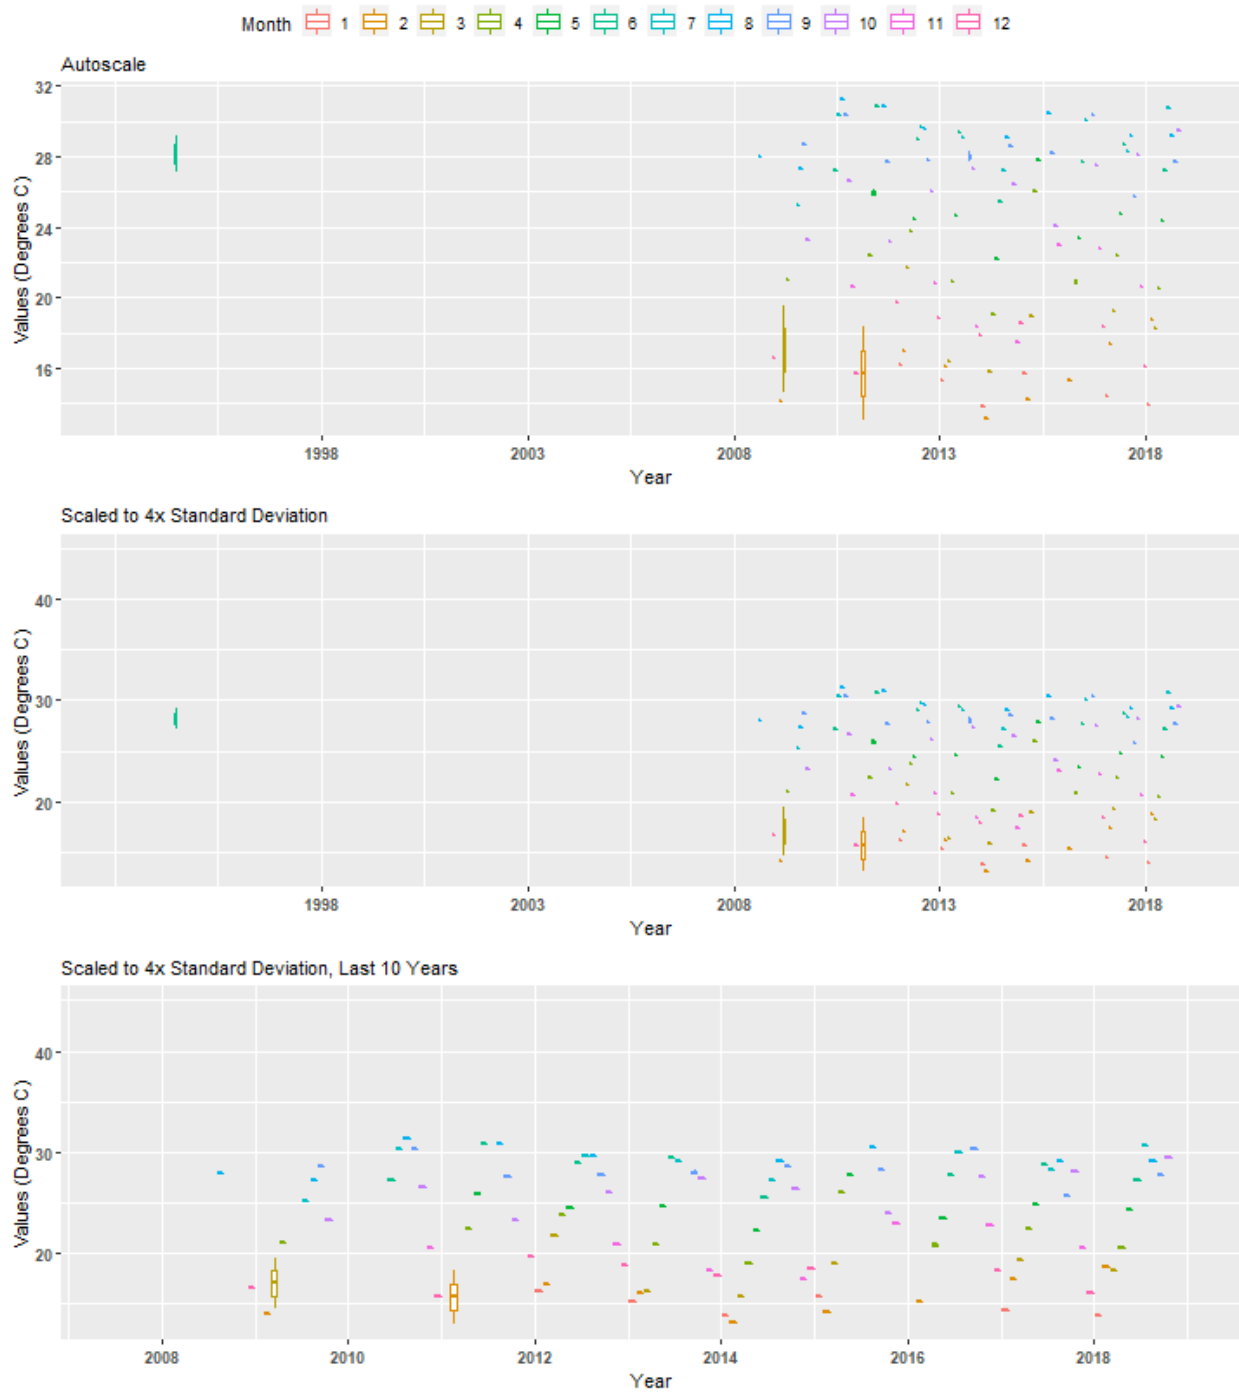 Month 1 2 3 4 5 6 7 8 9 10 11 12
Autoscale
32
28
24
20
16
Values (Degrees C)
1998 2003 2008 2013 2018
Year
Scaled to 4x Standard Deviation
40
30
20
Values (Degrees C)
1998 2003 2008 2013 2018
Year
Scaled to 4x Standard Deviation, Last 10 Years
40
30
20
Values (Degrees C)
2008 2010 2012 2014 2016 2018
Year